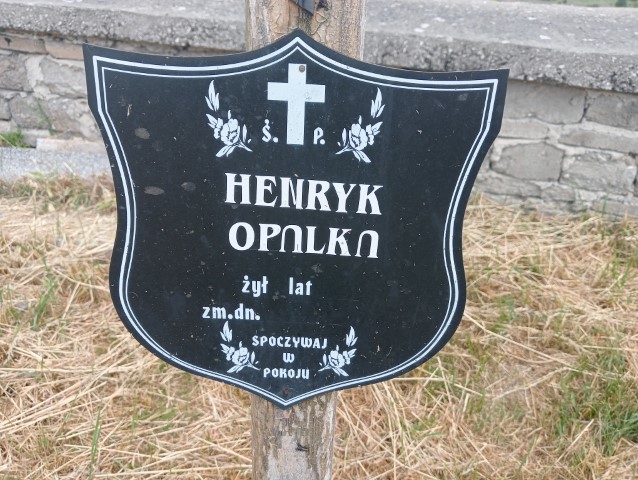 Ś. P.
HENRYK
OPALKA
żył lat
zm.dn.
SPOCZYWAJ
W
POKOJU